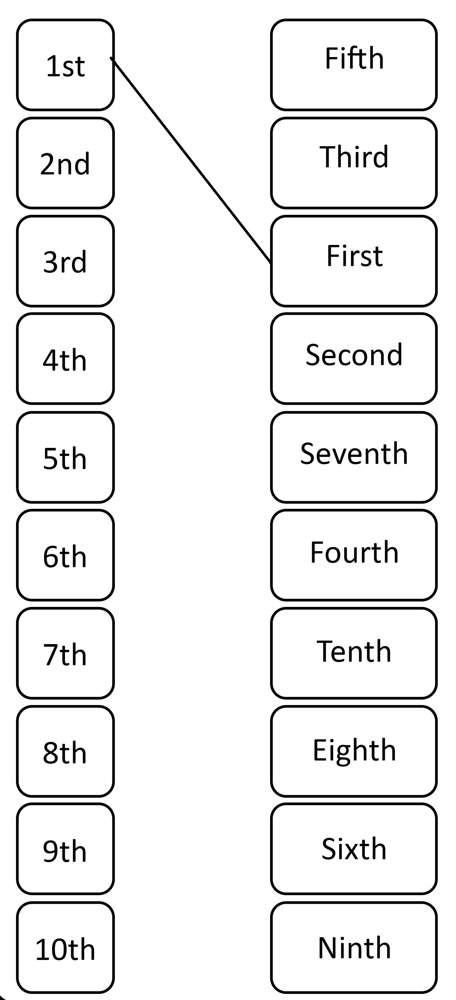 1st
Fifth
2nd
Third
3rd
First
4th
Second
5th
Seventh
6th
Fourth
7th
Tenth
8th
Eighth
9th
Sixth
10th
Ninth